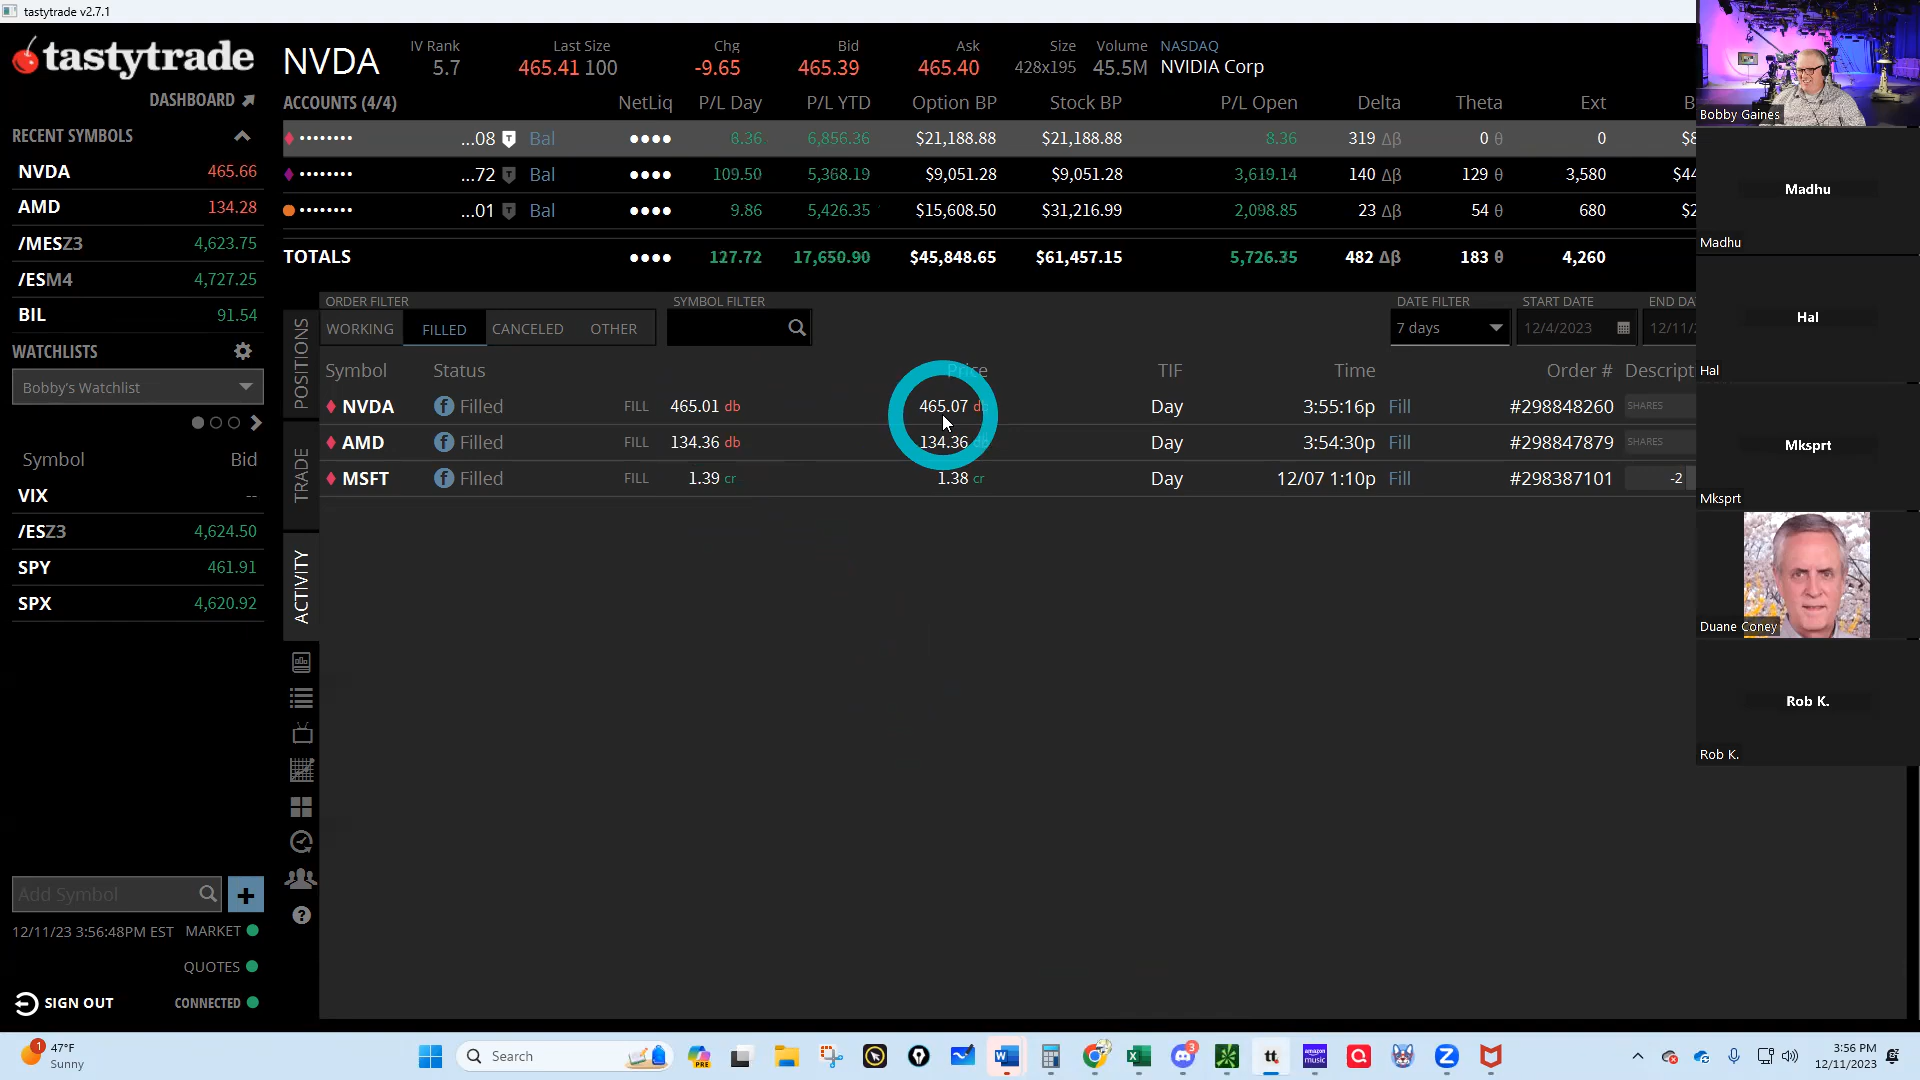 tastytrade v2.7.1
tastytrade
DASHBOARD
NVDA
IV Rank
5.7
Last Size
465.41 100
Chg
-9.65
Bid
465.39
Ask
465.40
Size
428x195
Volume
45.5M
NASDAQ
NVIDIA Corp
ACCOUNTS (4/4) NetLiq P/L Day P/L YTD Option BP Stock BP P/L Open Delta Theta Ext
...08 Bal 8.36 6,856.36 $21,188.88 $21,188.88 8.36 319 Δβ 0 θ 0
...72 Bal 109.50 5,368.19 $9,051.28 $9,051.28 3,619.14 140 Δβ 129 θ 3,580 $44
...01 Bal 9.86 5,426.35 $15,608.50 $31,216.99 2,098.85 23 Δβ 54 θ 680
TOTALS 127.72 17,650.90 $45,848.65 $61,457.15 5,726.35 482 Δβ 183 θ 4,260
RECENT SYMBOLS
NVDA 465.66
AMD 134.28
/MESZ3 4,623.75
/ESM4 4,727.25
BIL 91.54
WATCHLISTS
Bobby's Watchlist
Symbol Bid
VIX --
/ESZ3 4,624.50
SPY 461.91
SPX 4,620.92
Add Symbol
12/11/23 3:56:48PM EST MARKET
QUOTES
SIGN OUT CONNECTED
POSITIONS
TRADE
ACTIVITY
ORDER FILTER SYMBOL FILTER DATE FILTER START DATE
WORKING FILLED CANCELED OTHER 7 days 12/4/2023
Symbol Status Price TIF Time Order # Descript
NVDA f Filled FILL 465.01 db 465.07 Day 3:55:16p Fill #298848260 SHARES
AMD f Filled FILL 134.36 db 134.36 Day 3:54:30p Fill #298847879 SHARES
MSFT f Filled FILL 1.39 cr 1.38 cr Day 12/07 1:10p Fill #298387101 -2
Bobby Gaines
Madhu
Madhu
Hal
Hal
Mksprt
Mksprt
Duane Coney
Rob K.
Rob K.
1
47°F
Sunny
Search
PRE
3
tt
amazon music
3:56 PM
12/11/2023